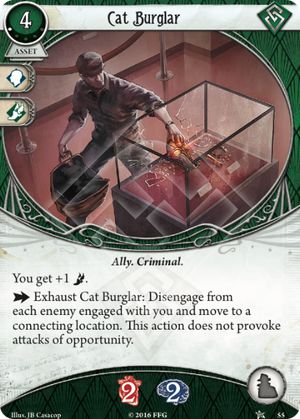 4
Cat Burglar
ASSET
Ally. Criminal.
You get +1 .
Exhaust Cat Burglar: Disengage from
each enemy engaged with you and move to a
connecting location. This action does not provoke
attacks of opportunity.
2 2
Illus. JB Casacop © 2016 FFG 55